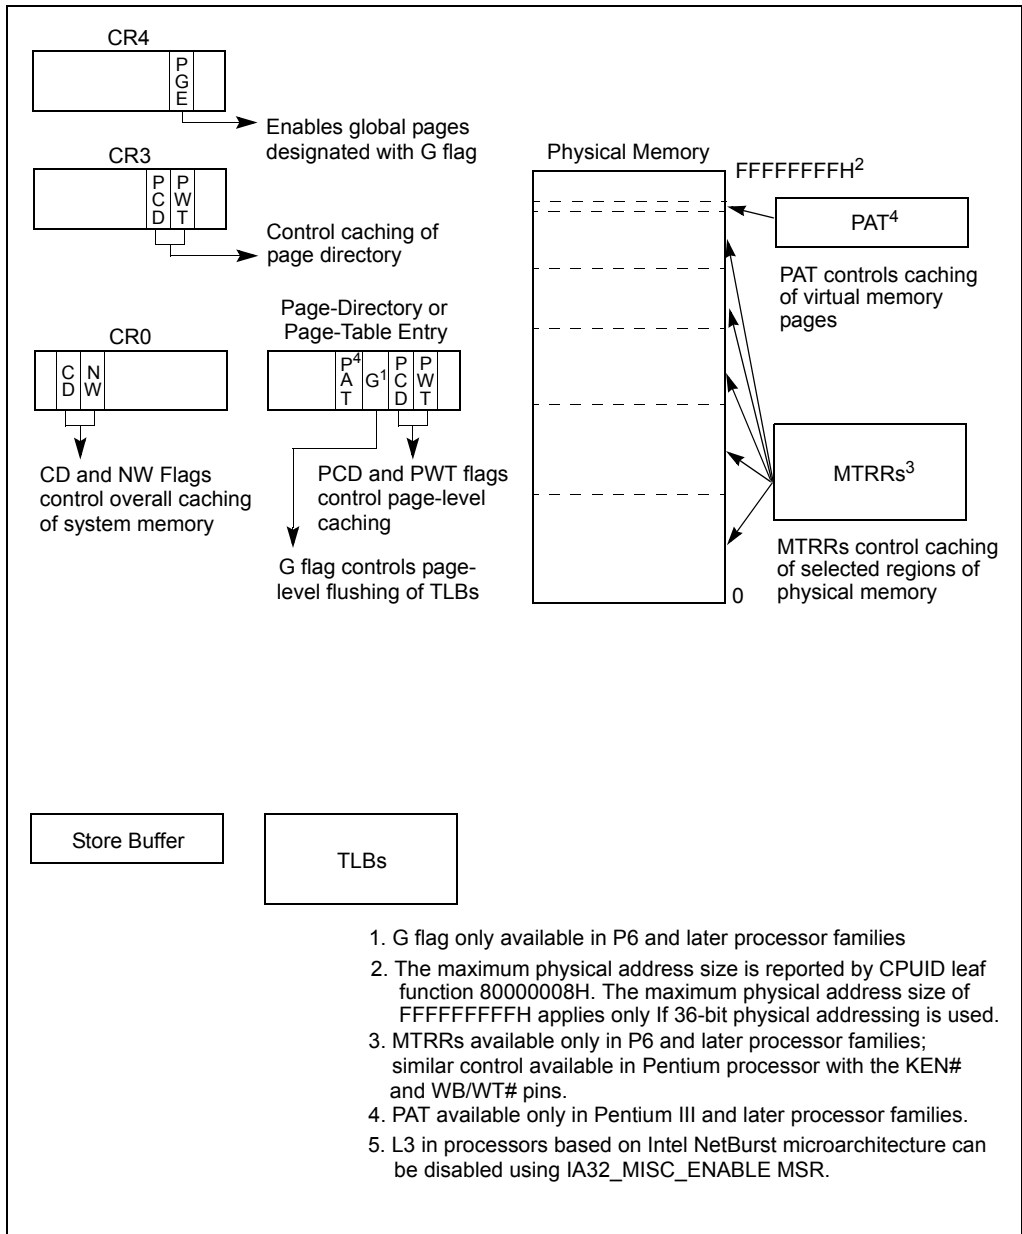 CR4
P
G
E
Enables global pages
designated with G flag
CR3
P
C
D
P
W
T
Control caching of
page directory
CR0
C
D
N
W
CD and NW Flags
control overall caching
of system memory
Page-Directory or
Page-Table Entry
P4
A
T
G1
P
C
D
P
W
T
PCD and PWT flags
control page-level
caching
G flag controls page-
level flushing of TLBs
Physical Memory
FFFFFFFFH2
0
PAT4
PAT controls caching
of virtual memory
pages
MTRRs3
MTRRs control caching
of selected regions of
physical memory
Store Buffer
TLBs
1. G flag only available in P6 and later processor families
2. The maximum physical address size is reported by CPUID leaf
function 80000008H. The maximum physical address size of
FFFFFFFFFH applies only If 36-bit physical addressing is used.
3. MTRRs available only in P6 and later processor families;
similar control available in Pentium processor with the KEN#
and WB/WT# pins.
4. PAT available only in Pentium III and later processor families.
5. L3 in processors based on Intel NetBurst microarchitecture can
be disabled using IA32_MISC_ENABLE MSR.